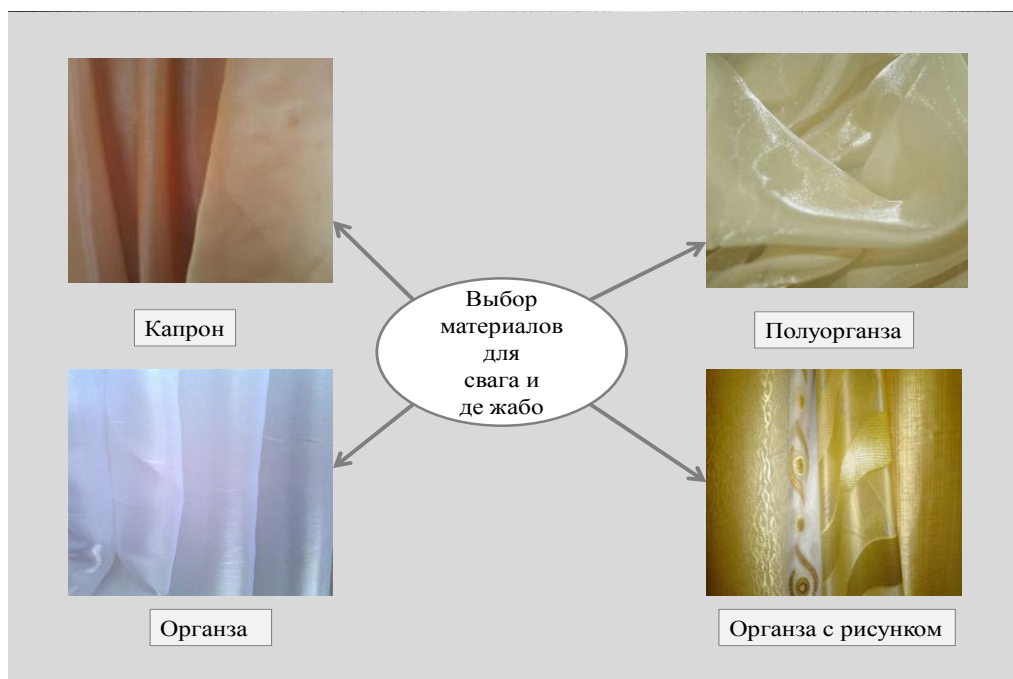 Капрон
Полуорганза
Выбор
материалов
для
свага и
де жабо
Органза
Органза с рисунком